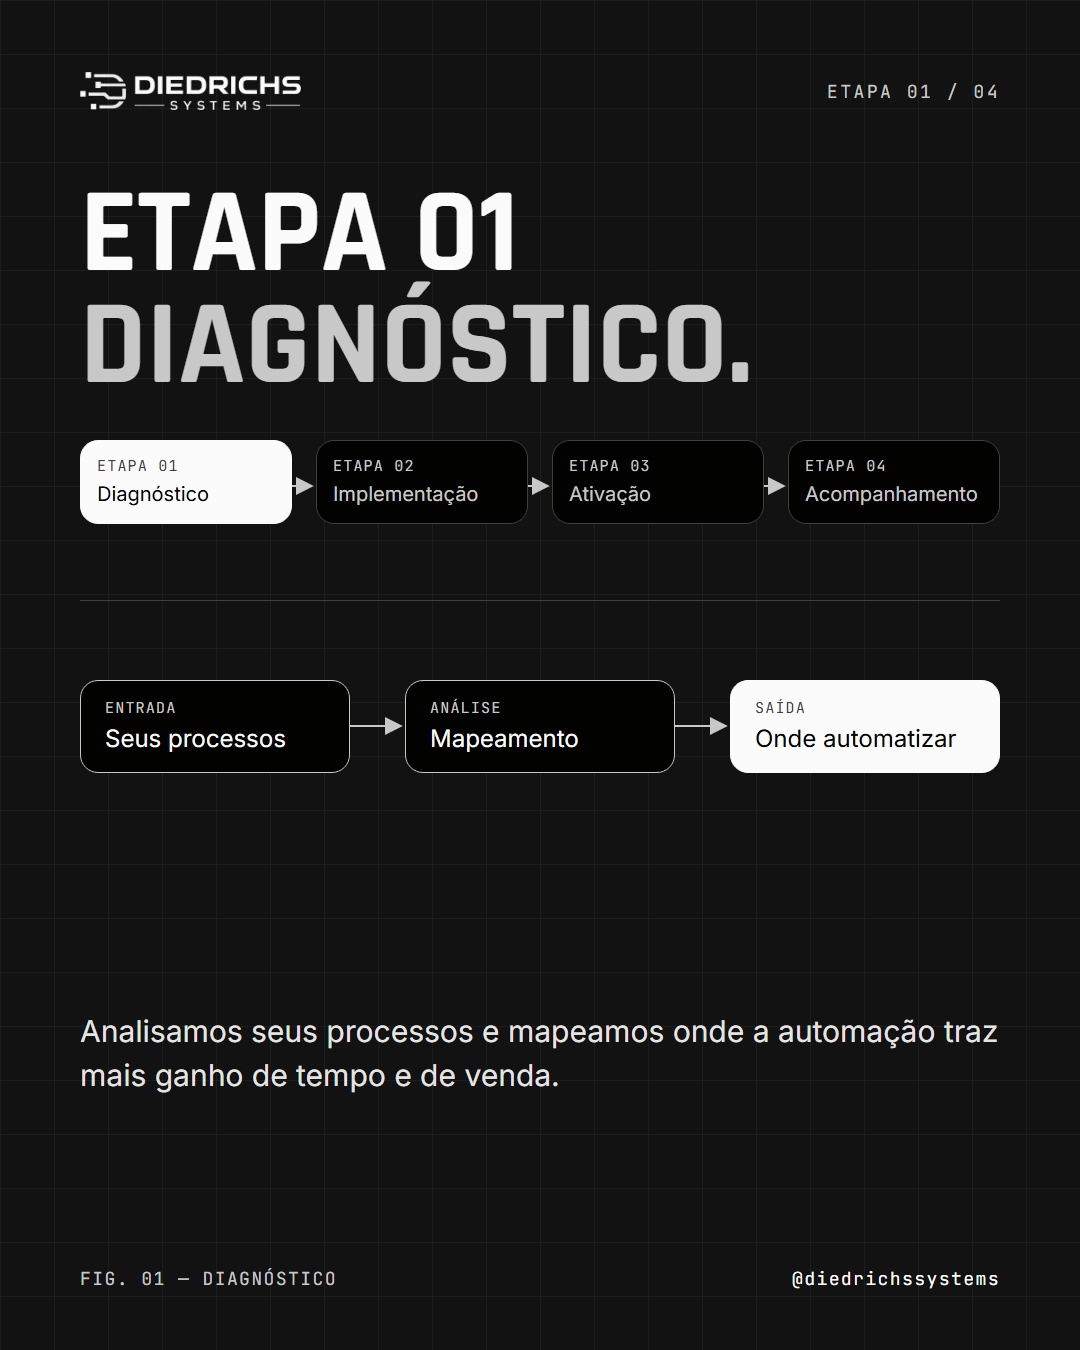 DIEDRICHS
SYSTEMS
ETAPA 01 / 04
ETAPA 01
DIAGNÓSTICO.
ETAPA 01
Diagnóstico
ETAPA 02
Implementação
ETAPA 03
Ativação
ETAPA 04
Acompanhamento
ENTRADA
Seus processos
ANÁLISE
Mapeamento
SAÍDA
Onde automatizar
Analisamos seus processos e mapeamos onde a automação traz
mais ganho de tempo e de venda.
FIG. 01 — DIAGNÓSTICO
@diedrichssystems